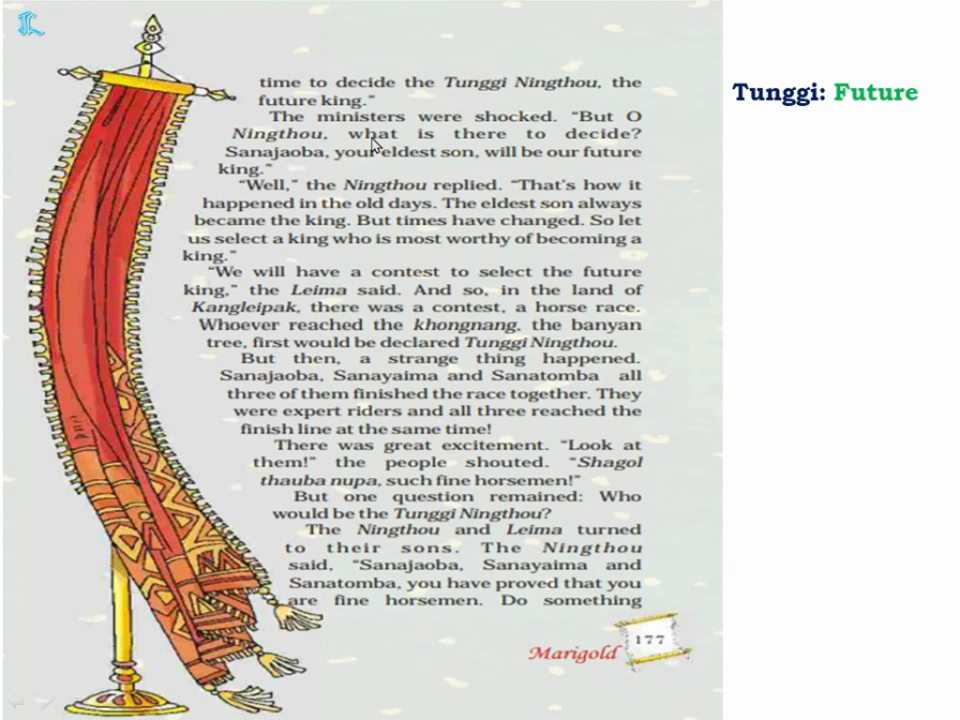 time to decide the Tunggi Ningthou, the
future king.”
The ministers were shocked. “But O
Ningthou, what is there to decide?
Sanajaoba, your eldest son, will be our future
king.”
“Well,” the Ningthou replied. “That’s how it
happened in the old days. The eldest son always
became the king. But times have changed. So let
us select a king who is most worthy of becoming a
king.”
“We will have a contest to select the future
king,” the Leima said. And so, in the land of
Kangleipak, there was a contest, a horse race.
Whoever reached the khongnang, the banyan
tree, first would be declared Tunggi Ningthou.
But then, a strange thing happened.
Sanajaoba, Sanayaima and Sanatomba all
three of them finished the race together. They
were expert riders and all three reached the
finish line at the same time!
There was great excitement. “Look at
them!” the people shouted. “Shagol
thauba nupa, such fine horsemen!”
But one question remained: Who
would be the Tunggi Ningthou?
The Ningthou and Leima turned
to their sons. The Ningthou
said, “Sanajaoba, Sanayaima and
Sanatomba, you have proved that you
are fine horsemen. Do something
Marigold
177
Tunggi: Future